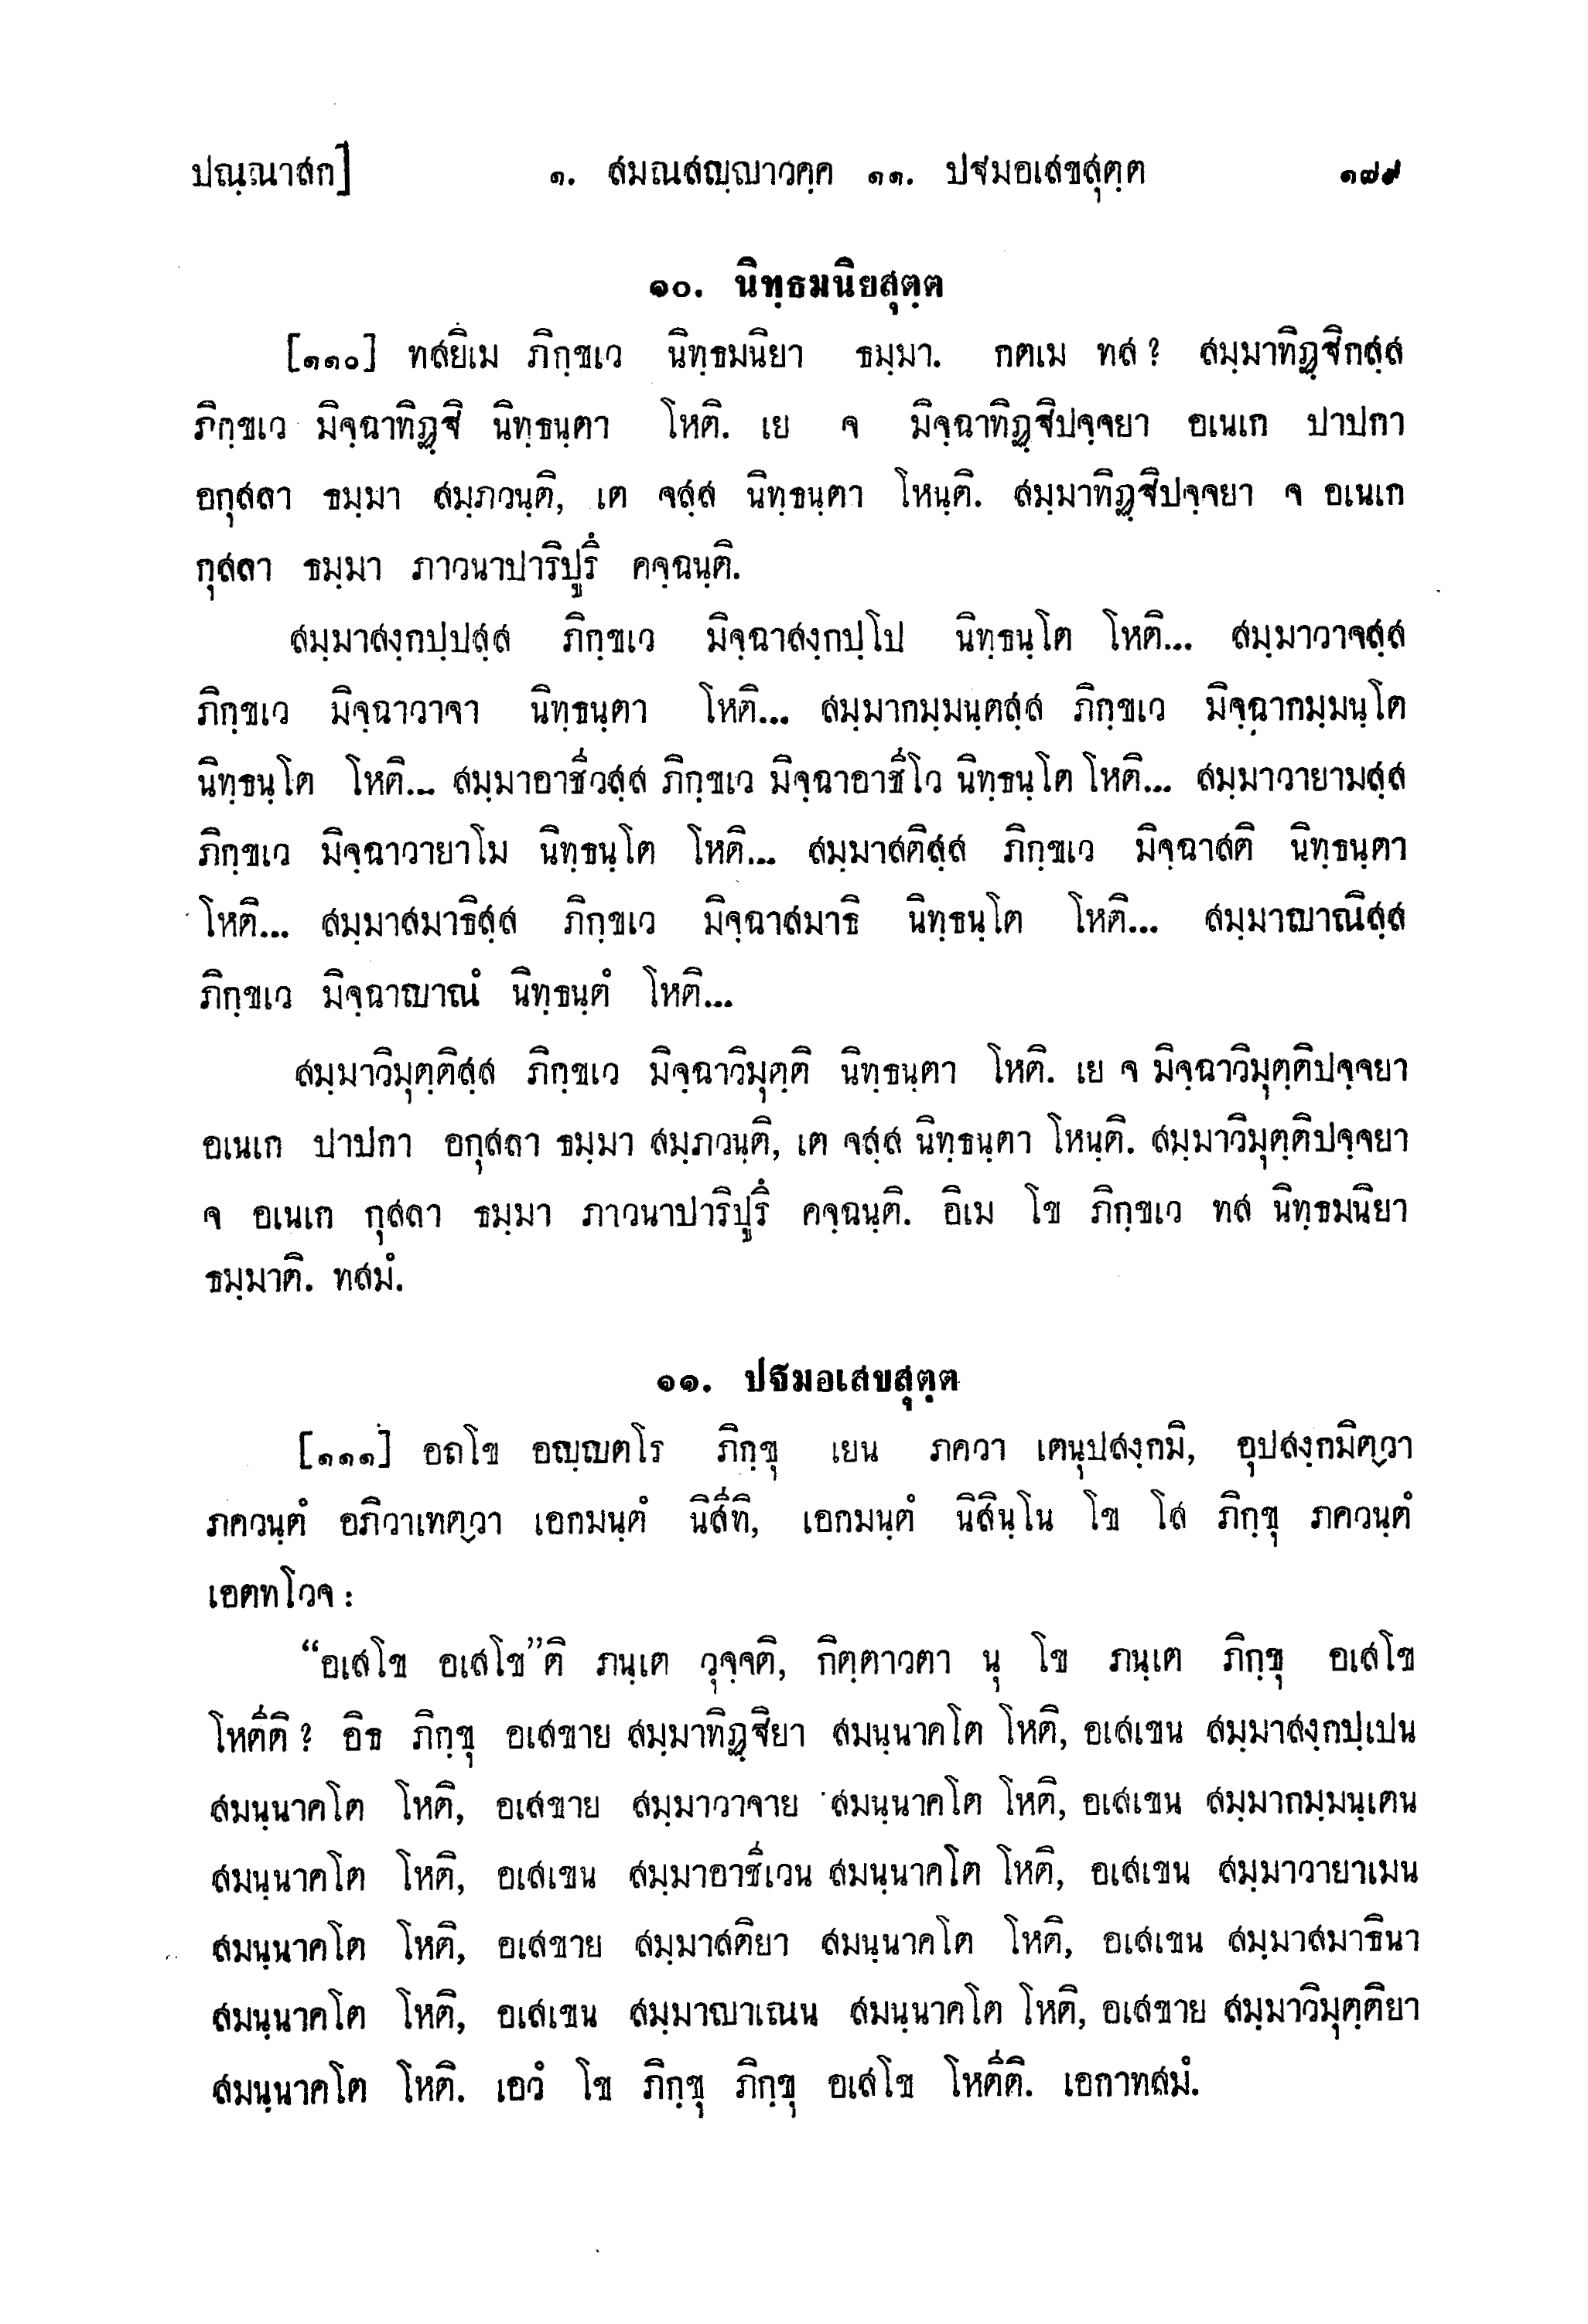 ปณฺณาสก]	๑. สมณสญฺญาวคฺค ๑๑. ปฐมอเสขสุตฺต	๑๗๙
๑๐. นิทฺธมนิยสุตฺต
[๑๑๐] ทสยิเม ภิกฺขเว นิทฺธมนิยา ธมฺมา. กตเม ทส ? สมฺมาทิฏฺฐิกสฺส
ภิกฺขเว มิจฺฉาทิฏฺฐิ นิทฺธนฺตา โหติ. เย จ มิจฺฉาทิฏฺฐิปจฺจยา อเนเก ปาปกา
อกุสลา ธมฺมา สมฺภวนฺติ, เต จสฺส นิทฺธนฺตา โหนฺติ. สมฺมาทิฏฺฐิปจฺจยา จ อเนเก
กุสลา ธมฺมา ภาวนาปาริปูรึ คจฺฉนฺติ.
สมฺมาสงฺกปฺปสฺส ภิกฺขเว มิจฺฉาสงฺกปฺโป นิทฺธนฺโต โหติ... สมฺมาวาจสฺส
ภิกฺขเว มิจฺฉาวาจา นิทฺธนฺตา โหติ... สมฺมากมฺมนฺตสฺส ภิกฺขเว มิจฺฉากมฺมนฺโต
นิทฺธนฺโต โหติ... สมฺมาอาชีวสฺส ภิกฺขเว มิจฺฉาอาชีโว นิทฺธนฺโต โหติ... สมฺมาวายามสฺส
ภิกฺขเว มิจฺฉาวายาโม นิทฺธนฺโต โหติ... สมฺมาสติสฺส ภิกฺขเว มิจฺฉาสติ นิทฺธนฺตา
โหติ... สมฺมาสมาธิสฺส ภิกฺขเว มิจฺฉาสมาธิ นิทฺธนฺโต โหติ... สมฺมาญาณิสฺส
ภิกฺขเว มิจฺฉาญาณํ นิทฺธนฺตํ โหติ...
สมฺมาวิมุตฺติสฺส ภิกฺขเว มิจฺฉาวิมุตฺติ นิทฺธนฺตา โหติ. เย จ มิจฺฉาวิมุตฺติปจฺจยา
อเนเก ปาปกา อกุสลา ธมฺมา สมฺภวนฺติ, เต จสฺส นิทฺธนฺตา โหนฺติ. สมฺมาวิมุตฺติปจฺจยา
จ อเนเก กุสลา ธมฺมา ภาวนาปาริปูรึ คจฺฉนฺติ. อิเม โข ภิกฺขเว ทส นิทฺธมนิยา
ธมฺมาติ. ทสมํ.
๑๑. ปฐมอเสขสุตฺต
[๑๑๑] อถโข อญฺญตโร ภิกฺขุ เยน ภควา เตนุปสงฺกมิ, อุปสงฺกมิตฺวา
ภควนฺตํ อภิวาเทตฺวา เอกมนฺตํ นิสีทิ, เอกมนฺตํ นิสินฺโน โข โส ภิกฺขุ ภควนฺตํ
เอตทโวจ :
“อเสโข อเสโข”ติ ภนฺเต วุจฺจติ, กิตฺตาวตา นุ โข ภนฺเต ภิกฺขุ อเสโข
โหตีติ ? อิธ ภิกฺขุ อเสขาย สมฺมาทิฏฺฐิยา สมนฺนาคโต โหติ, อเสเขน สมฺมาสงฺกปฺเปน
สมนฺนาคโต โหติ, อเสขาย สมฺมาวาจาย สมนฺนาคโต โหติ, อเสเขน สมฺมากมฺมนฺเตน
สมนฺนาคโต โหติ, อเสเขน สมฺมาอาชีเวน สมนฺนาคโต โหติ, อเสเขน สมฺมาวายาเมน
สมนฺนาคโต โหติ, อเสขาย สมฺมาสติยา สมนฺนาคโต โหติ, อเสเขน สมฺมาสมาธินา
สมนฺนาคโต โหติ, อเสเขน สมฺมาญาเณน สมนฺนาคโต โหติ, อเสขาย สมฺมาวิมุตฺติยา
สมนฺนาคโต โหติ. เอวํ โข ภิกฺขุ ภิกฺขุ อเสโข โหตีติ. เอกาทสมํ.